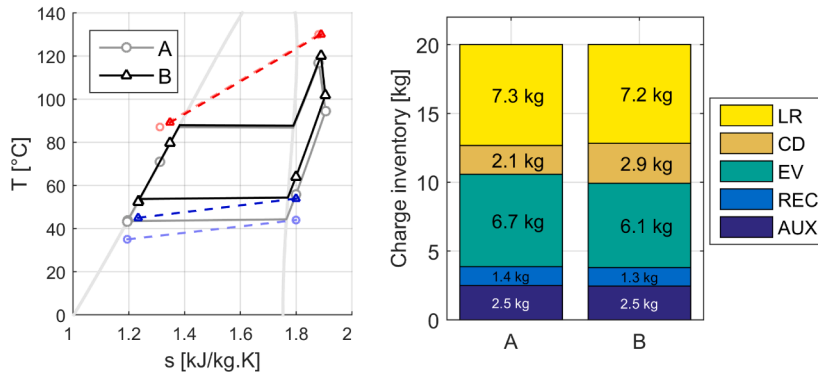 140
120
100
80
60
40
20
0
T [°C]
A
B
1
1.2
1.4
1.6
1.8
2
s [kJ/kg.K]
20
15
10
5
0
Charge inventory [kg]
7.3 kg
7.2 kg
2.1 kg
2.9 kg
6.7 kg
6.1 kg
1.4 kg
1.3 kg
2.5 kg
2.5 kg
A
B
LR
CD
EV
REC
AUX